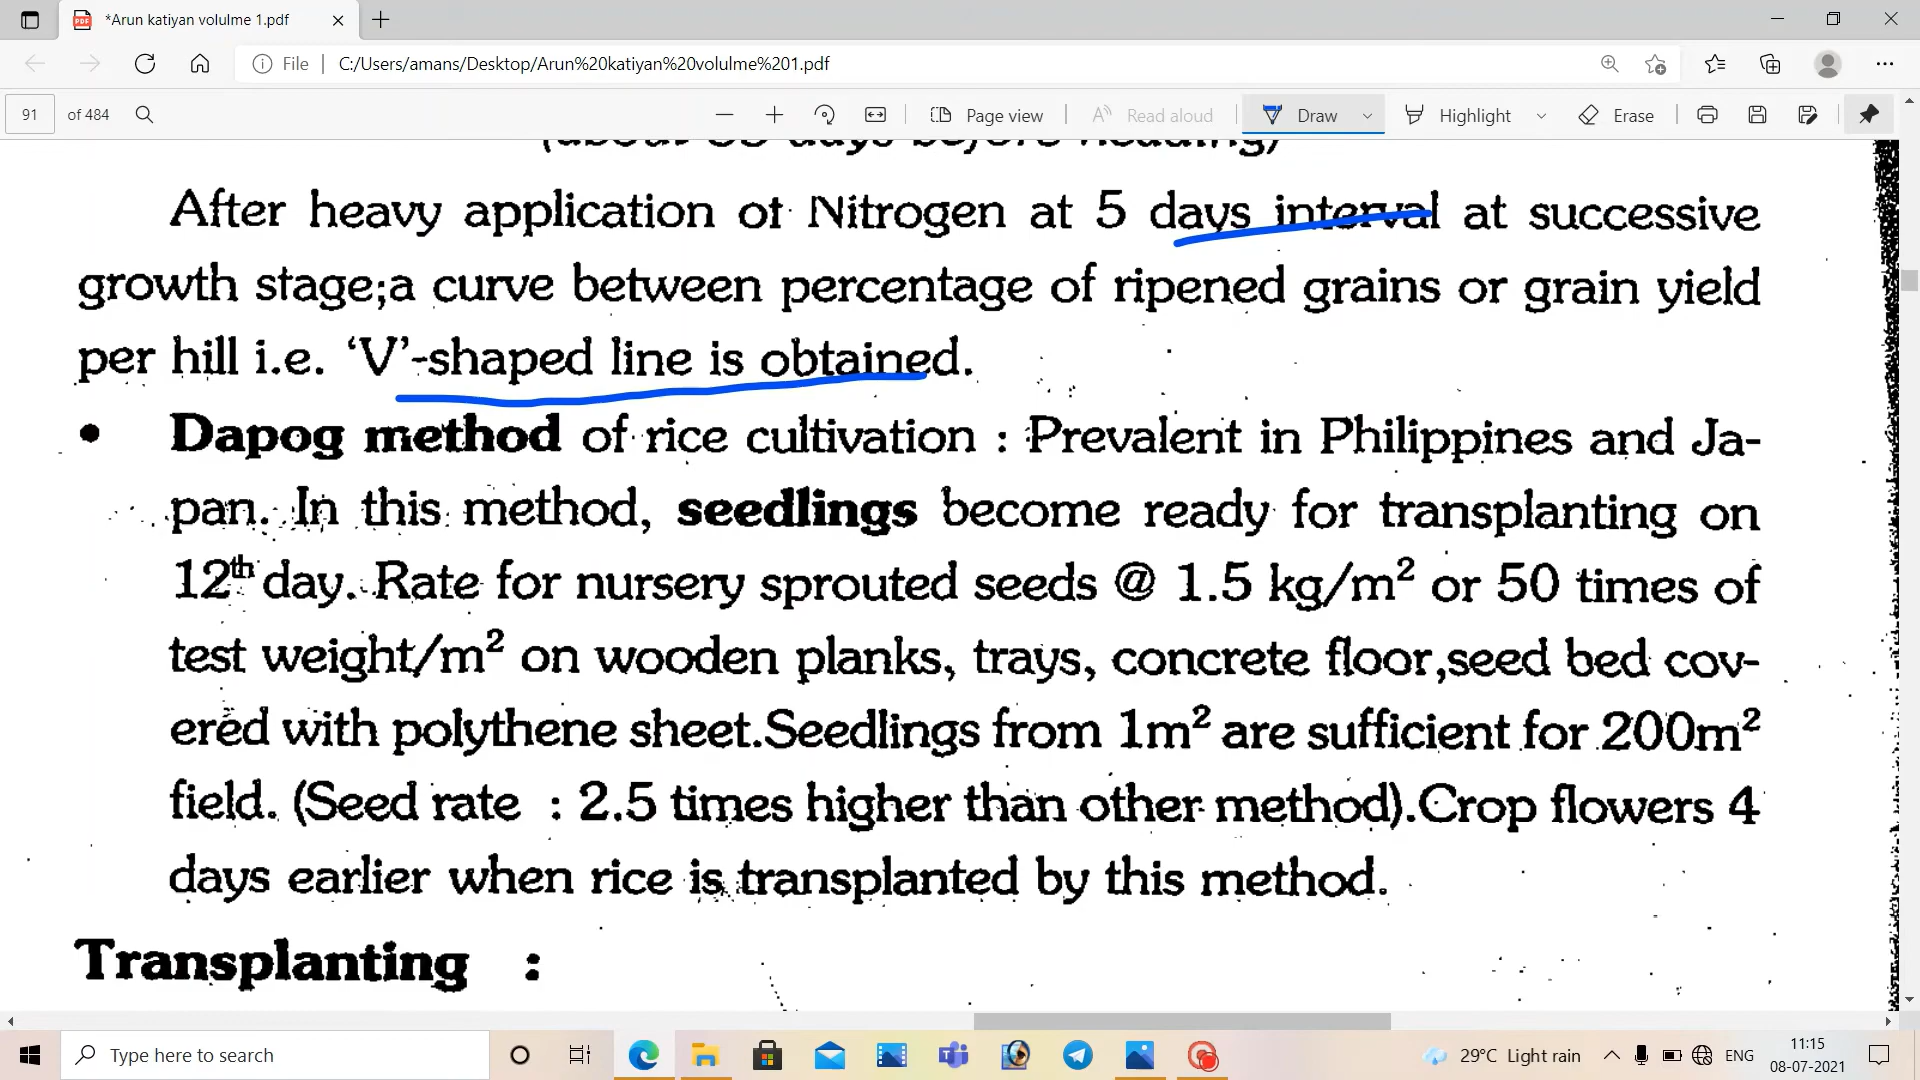 *Arun katiyan volulme 1.pdf
File C:/Users/amans/Desktop/Arun%20katiyan%20volulme%201.pdf
91 of 484 Page view Read aloud Draw Highlight Erase
After heavy application of Nitrogen at 5 days interval at successive
growth stage;a curve between percentage of ripened grains or grain yield
per hill i.e. ‘V’-shaped line is obtained.
• Dapog method of rice cultivation : Prevalent in Philippines and Ja-
pan. In this method, seedlings become ready for transplanting on
12th day. Rate for nursery sprouted seeds @ 1.5 kg/m² or 50 times of
test weight/m² on wooden planks, trays, concrete floor,seed bed cov-
ered with polythene sheet.Seedlings from 1m² are sufficient for 200m²
field. (Seed rate : 2.5 times higher than other method).Crop flowers 4
days earlier when rice is transplanted by this method.
Transplanting :
Type here to search 29°C Light rain ENG 11:15
08-07-2021